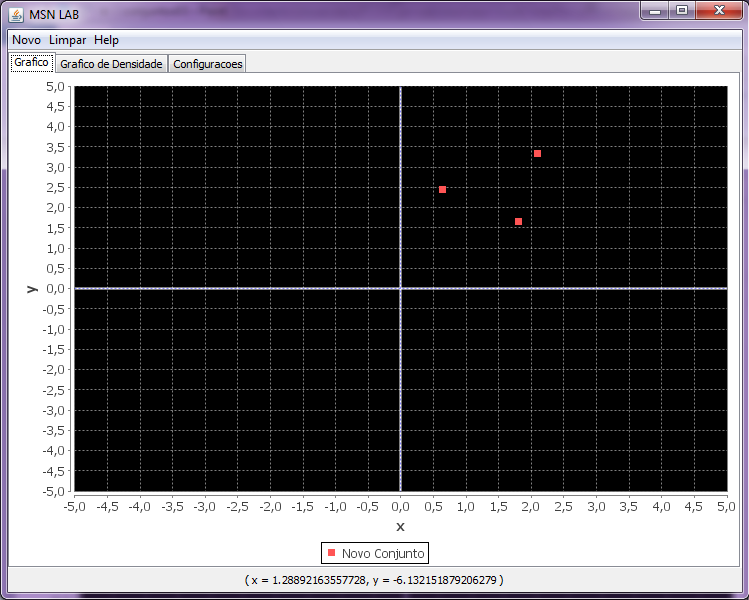 MSN LAB
Novo Limpar Help
Grafico Grafico de Densidade Configuracoes
5,0
4,5
4,0
3,5
3,0
2,5
2,0
1,5
1,0
0,5
0,0
-0,5
-1,0
-1,5
-2,0
-2,5
-3,0
-3,5
-4,0
-4,5
-5,0
y
-5,0 -4,5 -4,0 -3,5 -3,0 -2,5 -2,0 -1,5 -1,0 -0,5 0,0 0,5 1,0 1,5 2,0 2,5 3,0 3,5 4,0 4,5 5,0
x
Novo Conjunto
( x = 1.28892163557728, y = -6.132151879206279 )